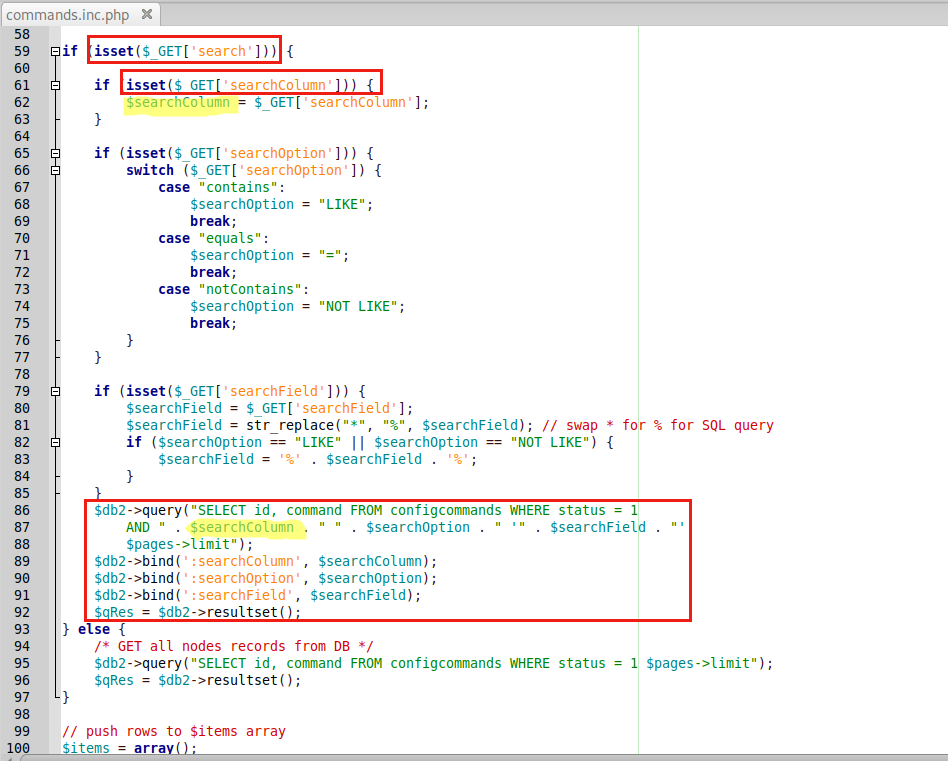 commands.inc.php
58
59 if (isset($_GET['search'])) {
60
61 if (isset($_GET['searchColumn'])) {
62 $searchColumn = $_GET['searchColumn'];
63 }
64
65 if (isset($_GET['searchOption'])) {
66 switch ($_GET['searchOption']) {
67 case "contains":
68 $searchOption = "LIKE";
69 break;
70 case "equals":
71 $searchOption = "=";
72 break;
73 case "notContains":
74 $searchOption = "NOT LIKE";
75 break;
76 }
77 }
78
79 if (isset($_GET['searchField'])) {
80 $searchField = $_GET['searchField'];
81 $searchField = str_replace("*", "%", $searchField); // swap * for % for SQL query
82 if ($searchOption == "LIKE" || $searchOption == "NOT LIKE") {
83 $searchField = '%' . $searchField . '%';
84 }
85 }
86 $db2->query("SELECT id, command FROM configcommands WHERE status = 1
87 AND " . $searchColumn . " " . $searchOption . " '" . $searchField . "'
88 $pages->limit");
89 $db2->bind(':searchColumn', $searchColumn);
90 $db2->bind(':searchOption', $searchOption);
91 $db2->bind(':searchField', $searchField);
92 $qRes = $db2->resultset();
93 } else {
94 /* GET all nodes records from DB */
95 $db2->query("SELECT id, command FROM configcommands WHERE status = 1 $pages->limit");
96 $qRes = $db2->resultset();
97 }
98
99 // push rows to $items array
100 $items = array();